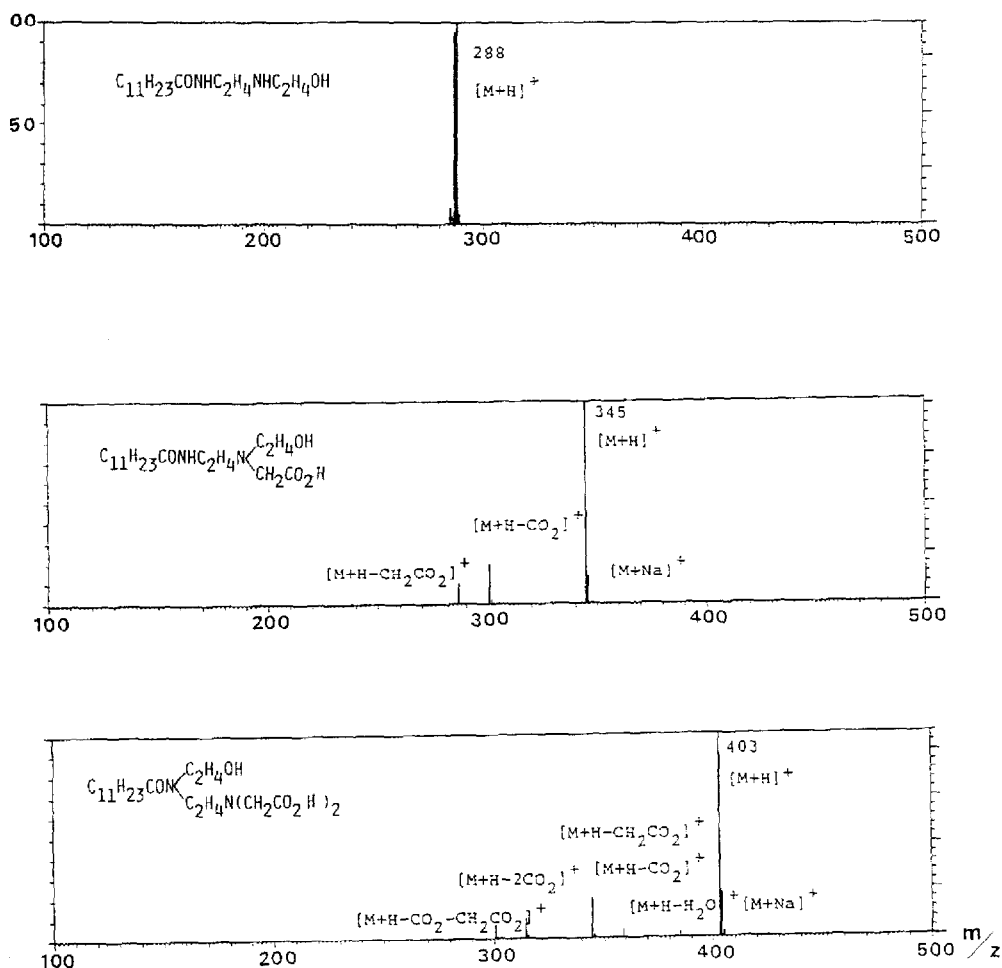 00
50
C₁₁H₂₃CONHC₂H₄NHC₂H₄OH
288
[M+H]⁺
100 200 300 400 500
C₁₁H₂₃CONHC₂H₄N
C₂H₄OH
CH₂CO₂H
345
[M+H]⁺
[M+H-CO₂]⁺
[M+H-CH₂CO₂]⁺
[M+Na]⁺
100 200 300 400 500
C₁₁H₂₃CON
C₂H₄OH
C₂H₄N(CH₂CO₂H)₂
403
[M+H]⁺
[M+H-CH₂CO₂]⁺
[M+H-2CO₂]⁺ [M+H-CO₂]⁺
[M+H-CO₂-CH₂CO₂]⁺ [M+H-H₂O]⁺ [M+Na]⁺
100 200 300 400 500 m/z